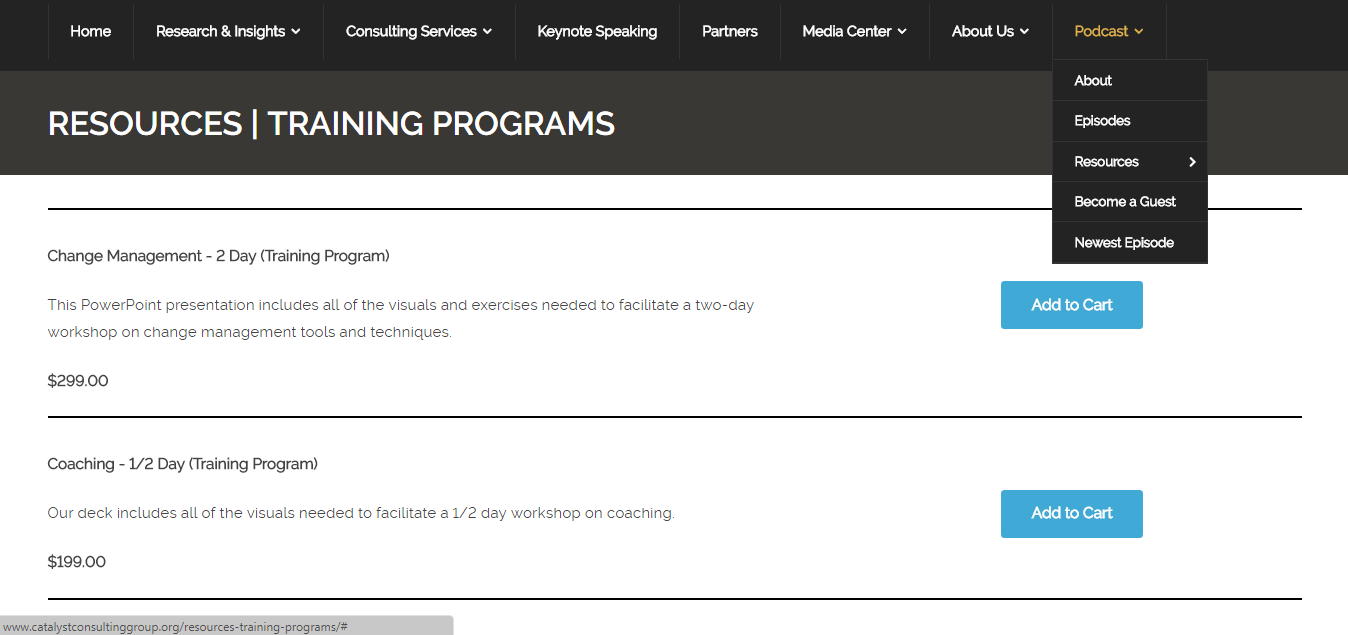 Home Research & Insights Consulting Services Keynote Speaking Partners Media Center About Us Podcast
About
Episodes
Resources
Become a Guest
Newest Episode
RESOURCES | TRAINING PROGRAMS
Change Management - 2 Day (Training Program)
This PowerPoint presentation includes all of the visuals and exercises needed to facilitate a two-day
workshop on change management tools and techniques.
$299.00
Add to Cart
Coaching - 1/2 Day (Training Program)
Our deck includes all of the visuals needed to facilitate a 1/2 day workshop on coaching.
$199.00
Add to Cart
www.catalystconsultinggroup.org/resources-training-programs/#